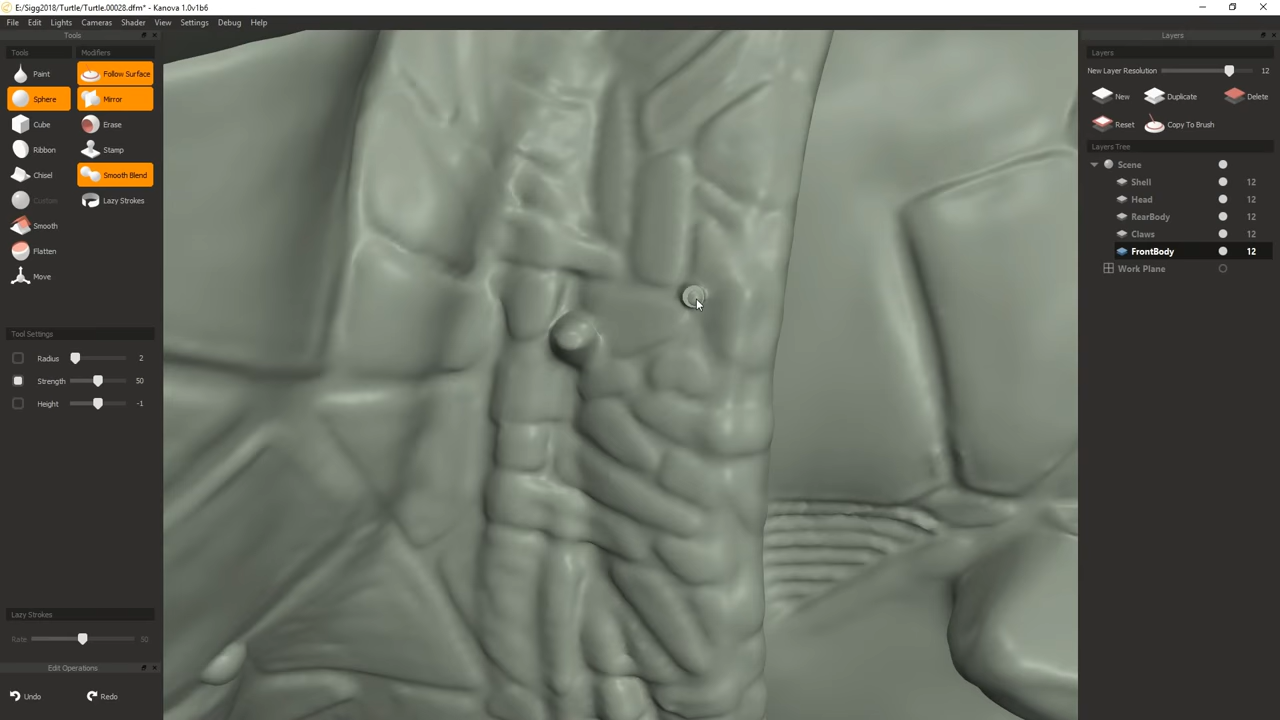 E:/Sigg2018/Turtle/Turtle.00028.dfm* - Kanova 1.0v1b6
File Edit Lights Cameras Shader View Settings Debug Help
Tools
Tools Modifiers
Paint Follow Surface
Sphere Mirror
Cube Erase
Ribbon Stamp
Chisel Smooth Blend
Custom Lazy Strokes
Smooth
Flatten
Move
Tool Settings
Radius 2
Strength 50
Height -1
Lazy Strokes
Rate 50
Edit Operations
Undo Redo
Layers
Layers
New Layer Resolution 12
New Duplicate Delete
Reset Copy To Brush
Layers Tree
Scene
Shell 12
Head 12
RearBody 12
Claws 12
FrontBody 12
Work Plane